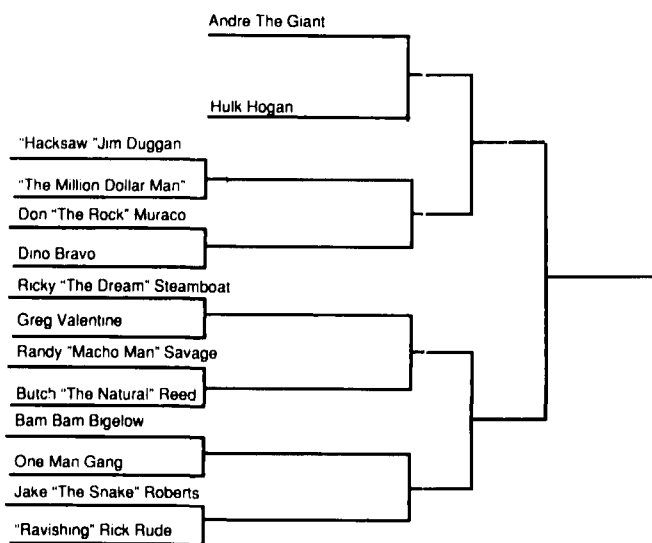 Andre The Giant
Hulk Hogan
"Hacksaw "Jim Duggan
"The Million Dollar Man"
Don "The Rock" Muraco
Dino Bravo
Ricky "The Dream" Steamboat
Greg Valentine
Randy "Macho Man" Savage
Butch "The Natural" Reed
Bam Bam Bigelow
One Man Gang
Jake "The Snake" Roberts
"Ravishing" Rick Rude